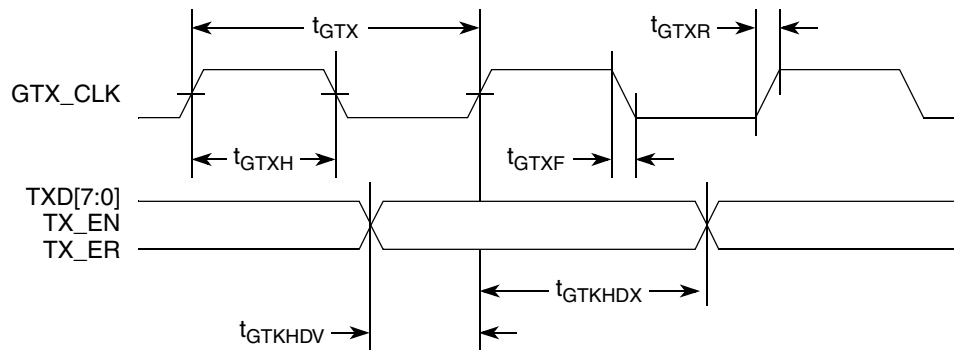 tGTX
tGTXR
GTX_CLK
tGTXH
tGTXF
TXD[7:0]
TX_EN
TX_ER
tGTKHDX
tGTKHDV